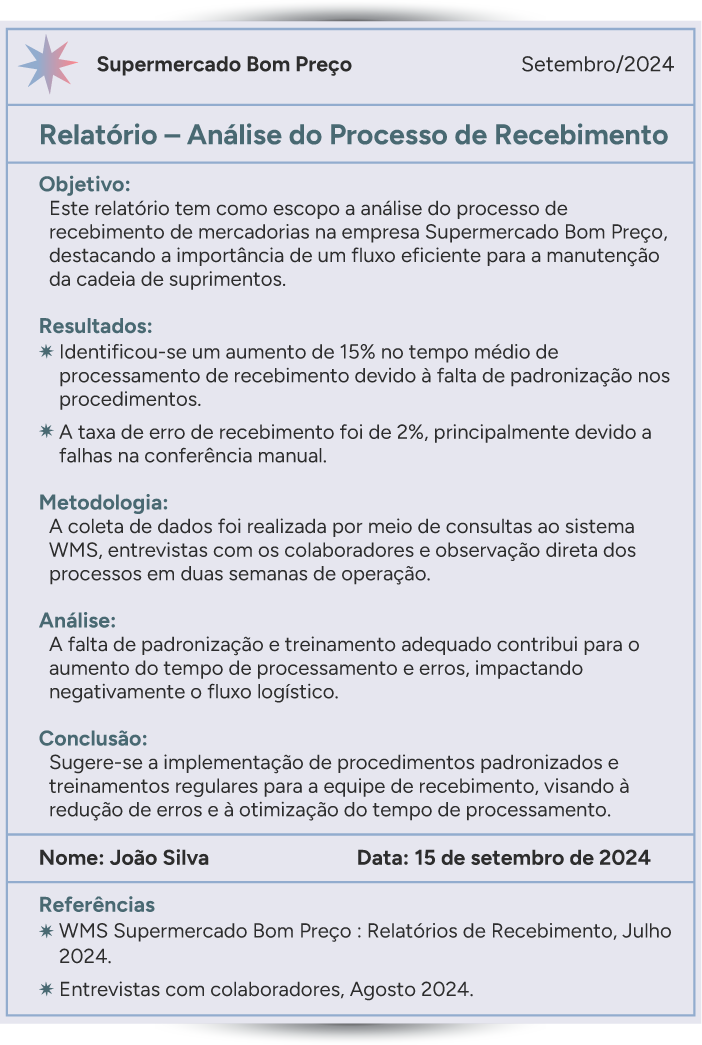 Supermercado Bom Preço
Setembro/2024
Relatório – Análise do Processo de Recebimento
Objetivo:
Este relatório tem como escopo a análise do processo de
recebimento de mercadorias na empresa Supermercado Bom Preço,
destacando a importância de um fluxo eficiente para a manutenção
da cadeia de suprimentos.
Resultados:
Identificou-se um aumento de 15% no tempo médio de
processamento de recebimento devido à falta de padronização nos
procedimentos.
A taxa de erro de recebimento foi de 2%, principalmente devido a
falhas na conferência manual.
Metodologia:
A coleta de dados foi realizada por meio de consultas ao sistema
WMS, entrevistas com os colaboradores e observação direta dos
processos em duas semanas de operação.
Análise:
A falta de padronização e treinamento adequado contribui para o
aumento do tempo de processamento e erros, impactando
negativamente o fluxo logístico.
Conclusão:
Sugere-se a implementação de procedimentos padronizados e
treinamentos regulares para a equipe de recebimento, visando à
redução de erros e à otimização do tempo de processamento.
Nome: João Silva
Data: 15 de setembro de 2024
Referências
WMS Supermercado Bom Preço : Relatórios de Recebimento, Julho
2024.
Entrevistas com colaboradores, Agosto 2024.